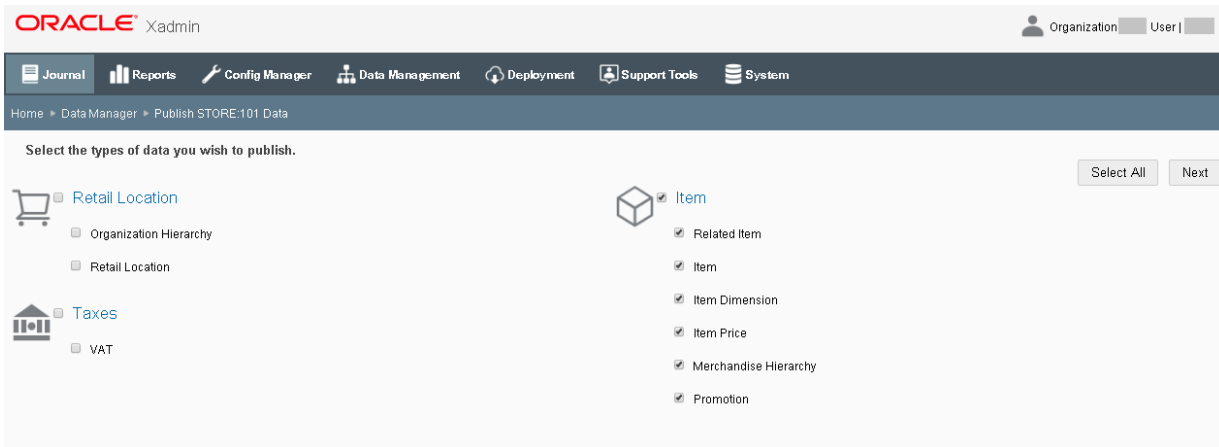 ORACLE® Xadmin
Organization User |
Journal Reports Config Manager Data Management Deployment Support Tools System
Home Data Manager Publish STORE:101 Data
Select the types of data you wish to publish.
Select All Next
Retail Location
Organization Hierarchy
Retail Location
Taxes
VAT
Item
Related Item
Item
Item Dimension
Item Price
Merchandise Hierarchy
Promotion